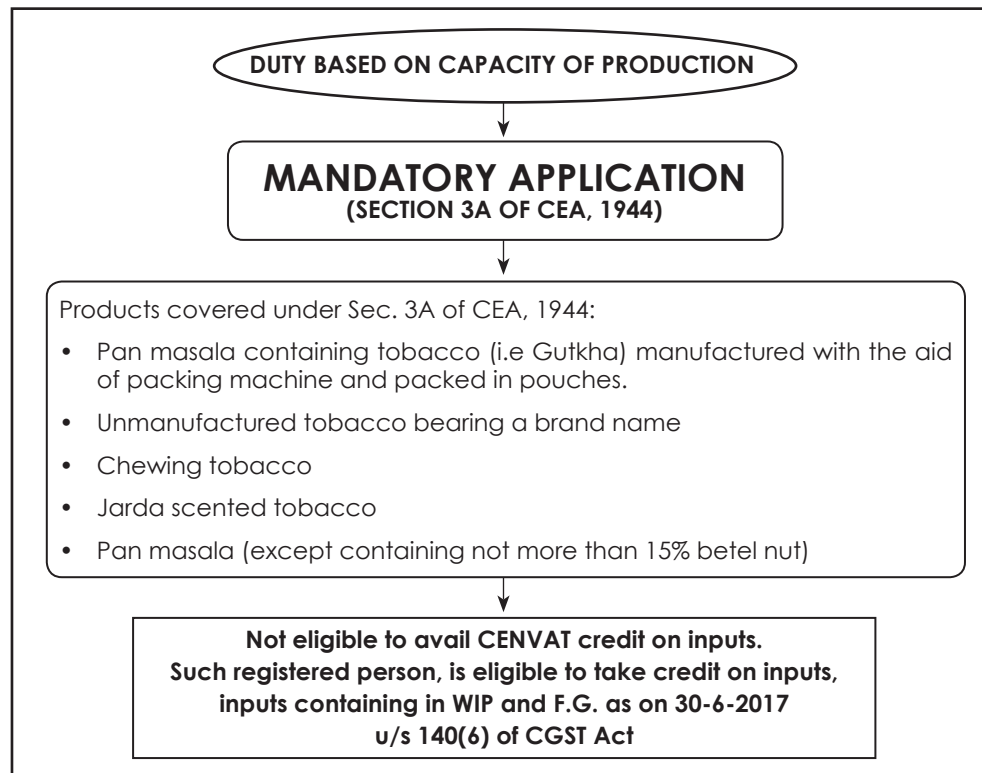 DUTY BASED ON CAPACITY OF PRODUCTION
MANDATORY APPLICATION
(SECTION 3A OF CEA, 1944)
Products covered under Sec. 3A of CEA, 1944:
• Pan masala containing tobacco (i.e Gutkha) manufactured with the aid
of packing machine and packed in pouches.
• Unmanufactured tobacco bearing a brand name
• Chewing tobacco
• Jarda scented tobacco
• Pan masala (except containing not more than 15% betel nut)
Not eligible to avail CENVAT credit on inputs.
Such registered person, is eligible to take credit on inputs,
inputs containing in WIP and F.G. as on 30-6-2017
u/s 140(6) of CGST Act